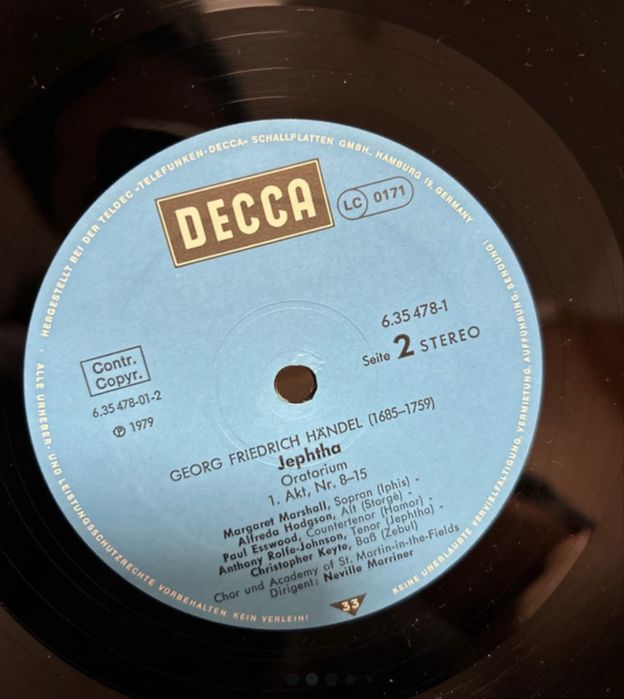 HERGESTELLT BEI DER TELDEC »TELEFUNKEN-DECCA« SCHALLPLATTEN GMBH, HAMBURG 19, GERMANY
DECCA
LC 0171
6.35 478-1
Seite 2 STEREO
Contr.
Copyr.
6.35 478-01-2
Ⓟ 1979
GEORG FRIEDRICH HÄNDEL (1685–1759)
Jephtha
Oratorium
1. Akt, Nr. 8–15
Margaret Marshall, Sopran (Iphis) -
Alfreda Hodgson, Alt (Storgè) -
Paul Esswood, Countertenor (Hamor) -
Anthony Rolfe-Johnson, Tenor (Jephtha) -
Christopher Keyte, Baß (Zebul)
Chor und Academy of St. Martin-in-the-Fields
Dirigent: Neville Marriner
33
ALLE URHEBER- UND LEISTUNGSSCHUTZRECHTE VORBEHALTEN. KEIN VERLEIH!
KEINE UNERLAUBTE VERVIELFÄLTIGUNG, VERMIETUNG, AUFFÜHRUNG, SENDUNG!